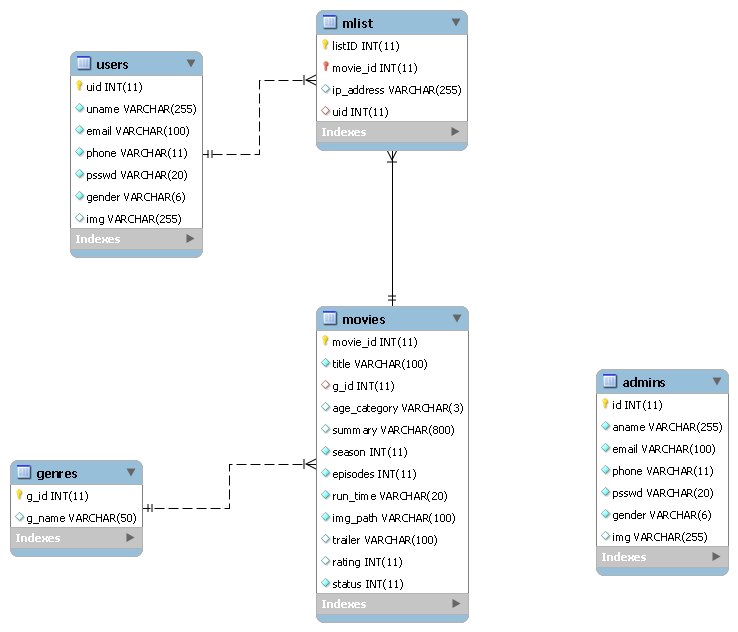 users
uid INT(11)
uname VARCHAR(255)
email VARCHAR(100)
phone VARCHAR(11)
psswd VARCHAR(20)
gender VARCHAR(6)
img VARCHAR(255)
Indexes
mlist
listID INT(11)
movie_id INT(11)
ip_address VARCHAR(255)
uid INT(11)
Indexes
genres
g_id INT(11)
g_name VARCHAR(50)
Indexes
movies
movie_id INT(11)
title VARCHAR(100)
g_id INT(11)
age_category VARCHAR(3)
summary VARCHAR(800)
season INT(11)
episodes INT(11)
run_time VARCHAR(20)
img_path VARCHAR(100)
trailer VARCHAR(100)
rating INT(11)
status INT(11)
Indexes
admins
id INT(11)
aname VARCHAR(255)
email VARCHAR(100)
phone VARCHAR(11)
psswd VARCHAR(20)
gender VARCHAR(6)
img VARCHAR(255)
Indexes